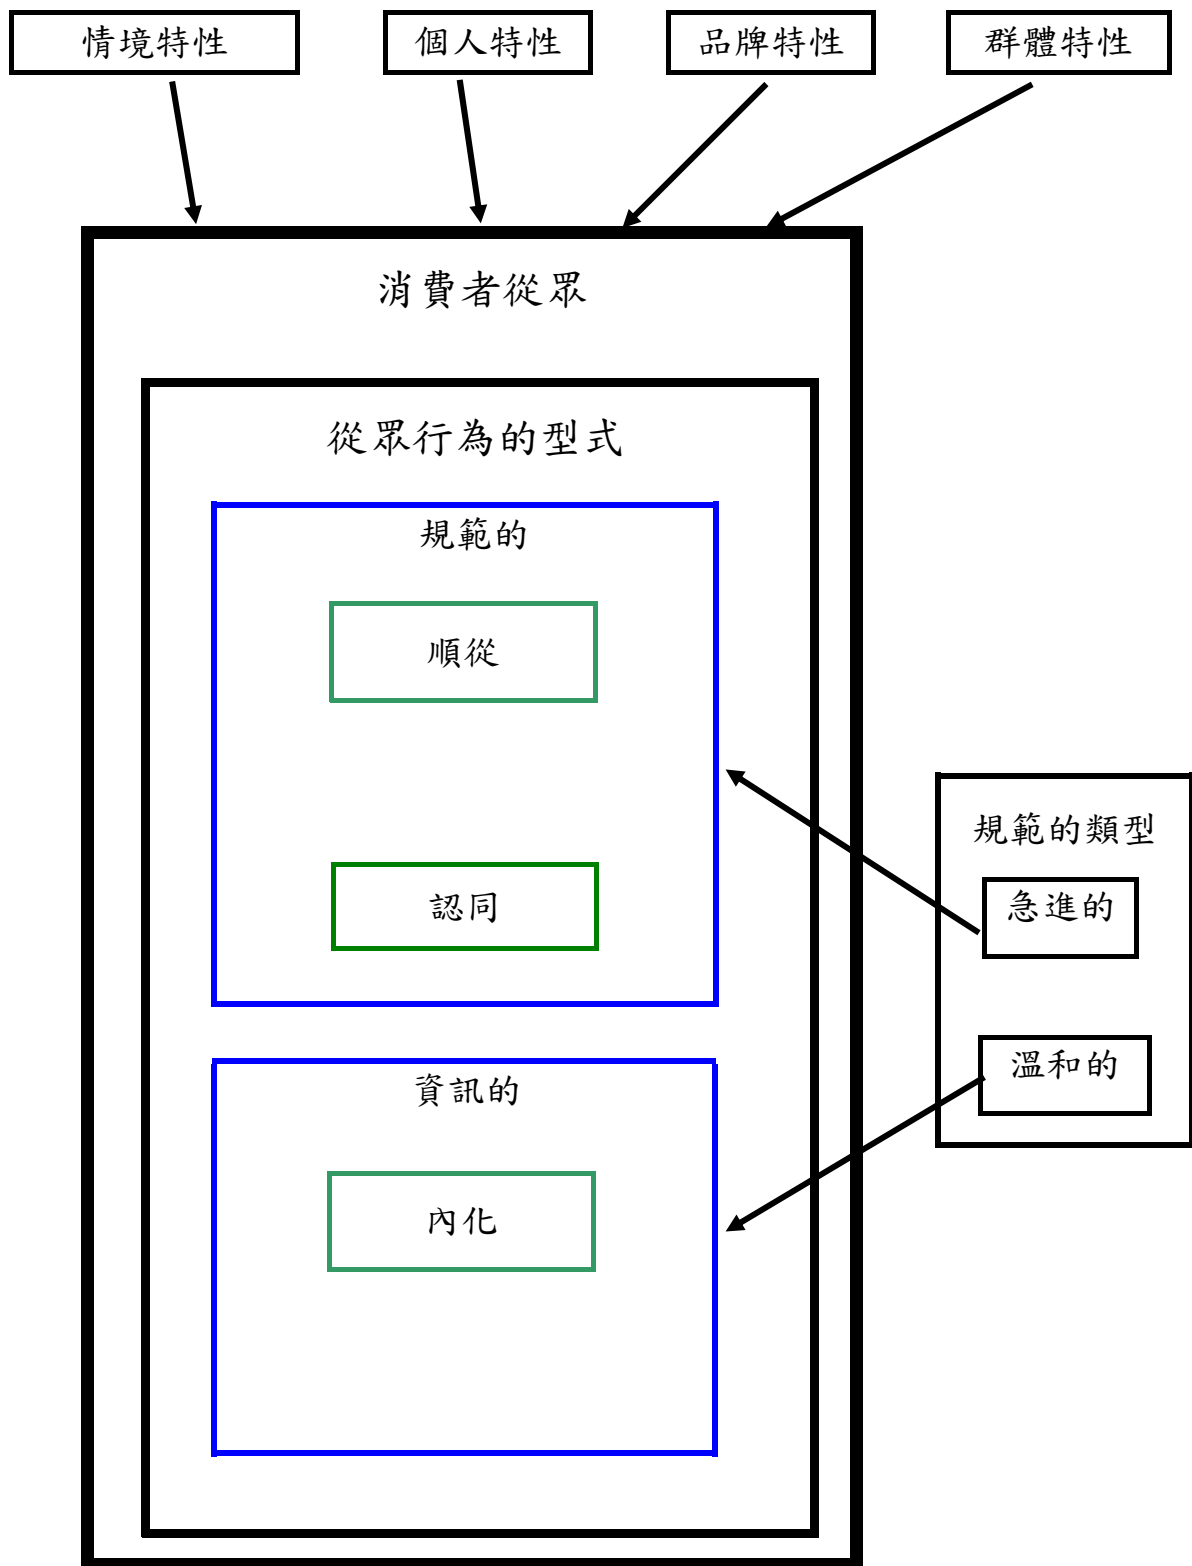 情境特性
個人特性
品牌特性
群體特性
消費者從眾
從眾行為的型式
規範的
順從
認同
規範的類型
急進的
溫和的
資訊的
內化